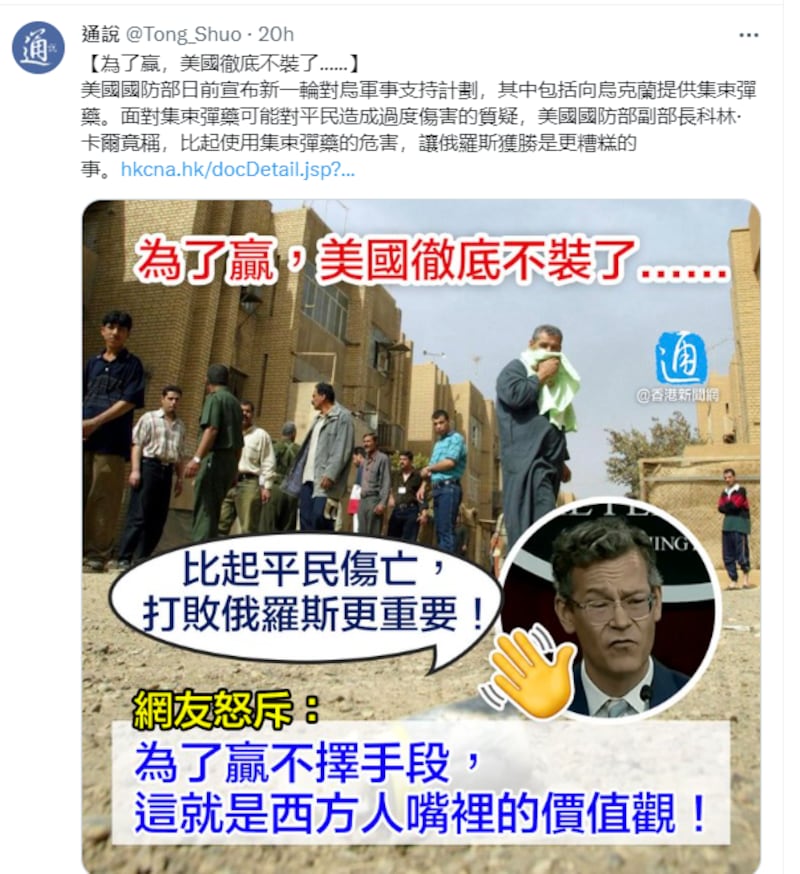 通說 @Tong_Shuo · 20h
【為了贏，美國徹底不裝了......】
美國國防部日前宣布新一輪對烏軍事支持計劃，其中包括向烏克蘭提供集束彈
藥。面對集束彈藥可能對平民造成過度傷害的質疑，美國國防部副部長科林·
卡爾竟稱，比起使用集束彈藥的危害，讓俄羅斯獲勝是更糟糕的
事。hkcna.hk/docDetail.jsp?...
為了贏，美國徹底不裝了......
通
@香港新聞網
比起平民傷亡，
打敗俄羅斯更重要！
網友怒斥：
為了贏不擇手段，
這就是西方人嘴裡的價值觀！